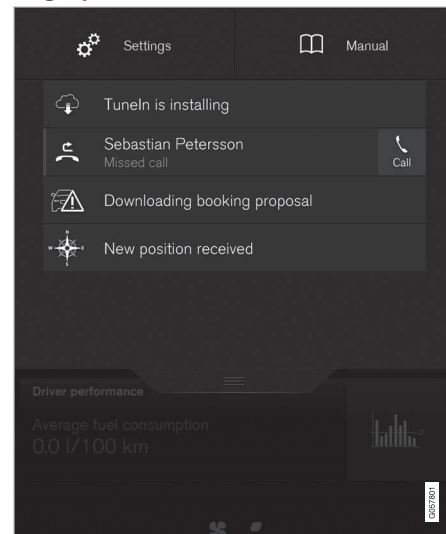 Settings
Manual
TuneIn is installing
Sebastian Petersson
Missed call
Call
Downloading booking proposal
N
W
E
S
New position received
Driver performance
Average fuel consumption
0.0 l/100 km
G057801